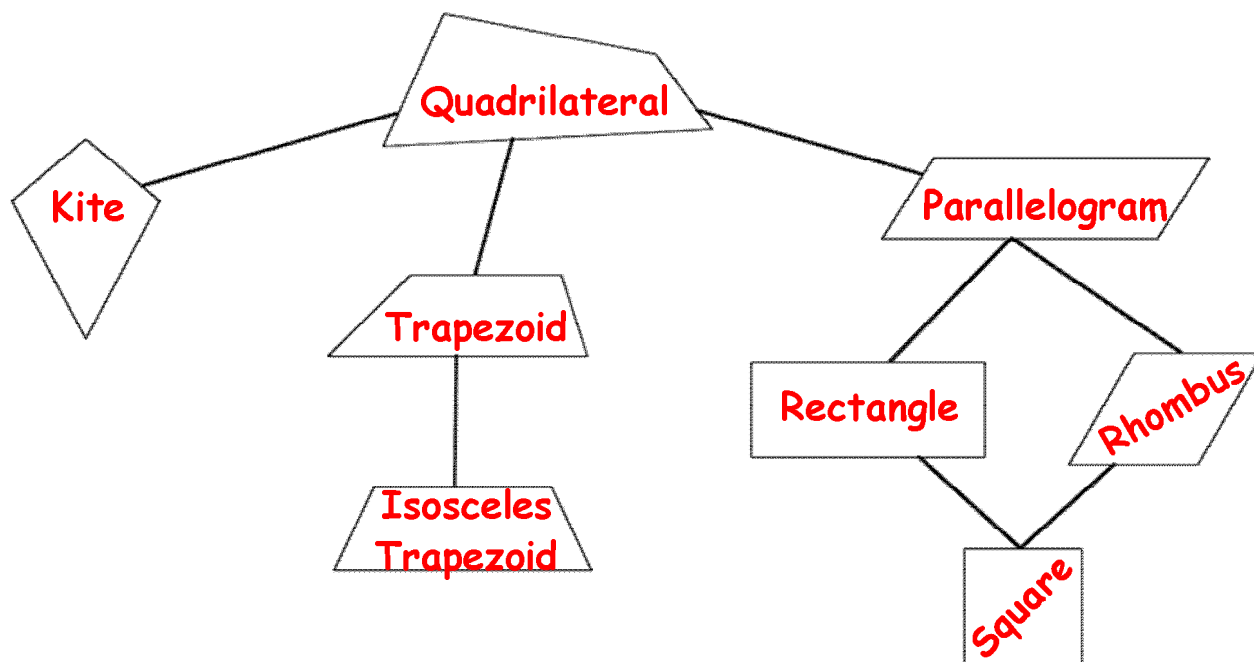 Quadrilateral
Kite
Parallelogram
Trapezoid
Rectangle
Rhombus
Isosceles
Trapezoid
Square